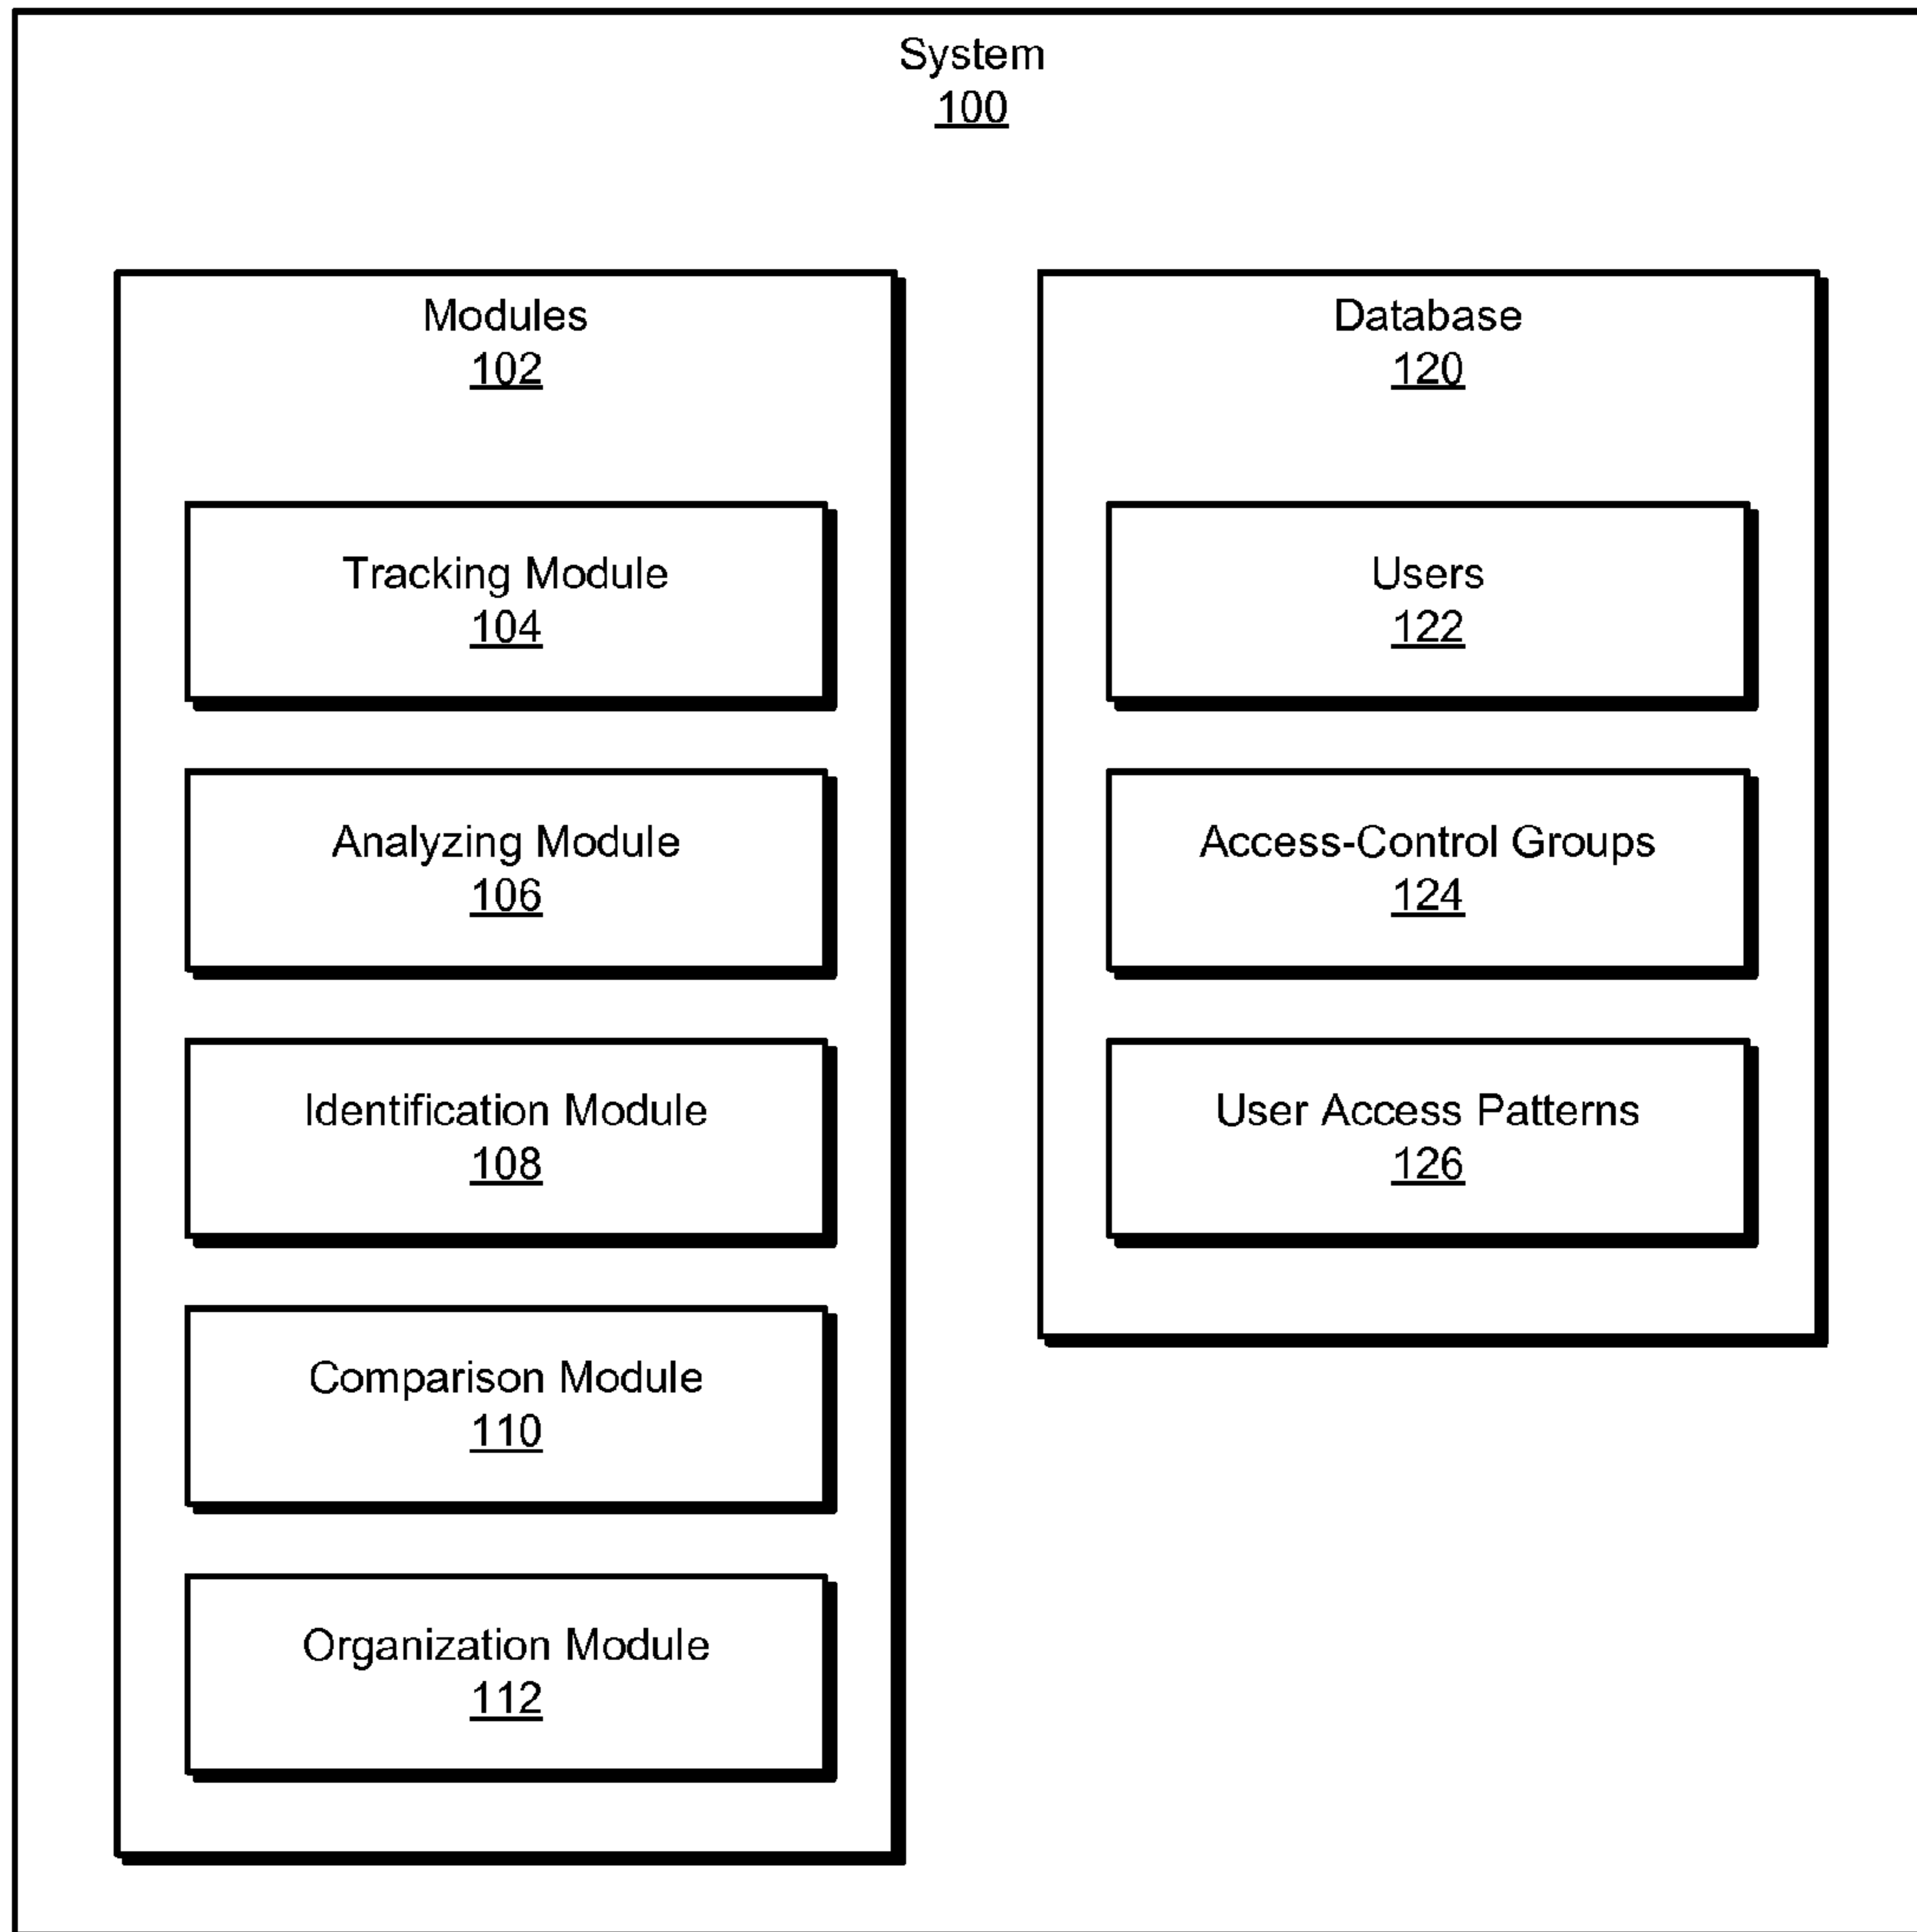 System
100
Modules
102
Tracking Module
104
Analyzing Module
106
Identification Module
108
Comparison Module
110
Organization Module
112
Database
120
Users
122
Access-Control Groups
124
User Access Patterns
126